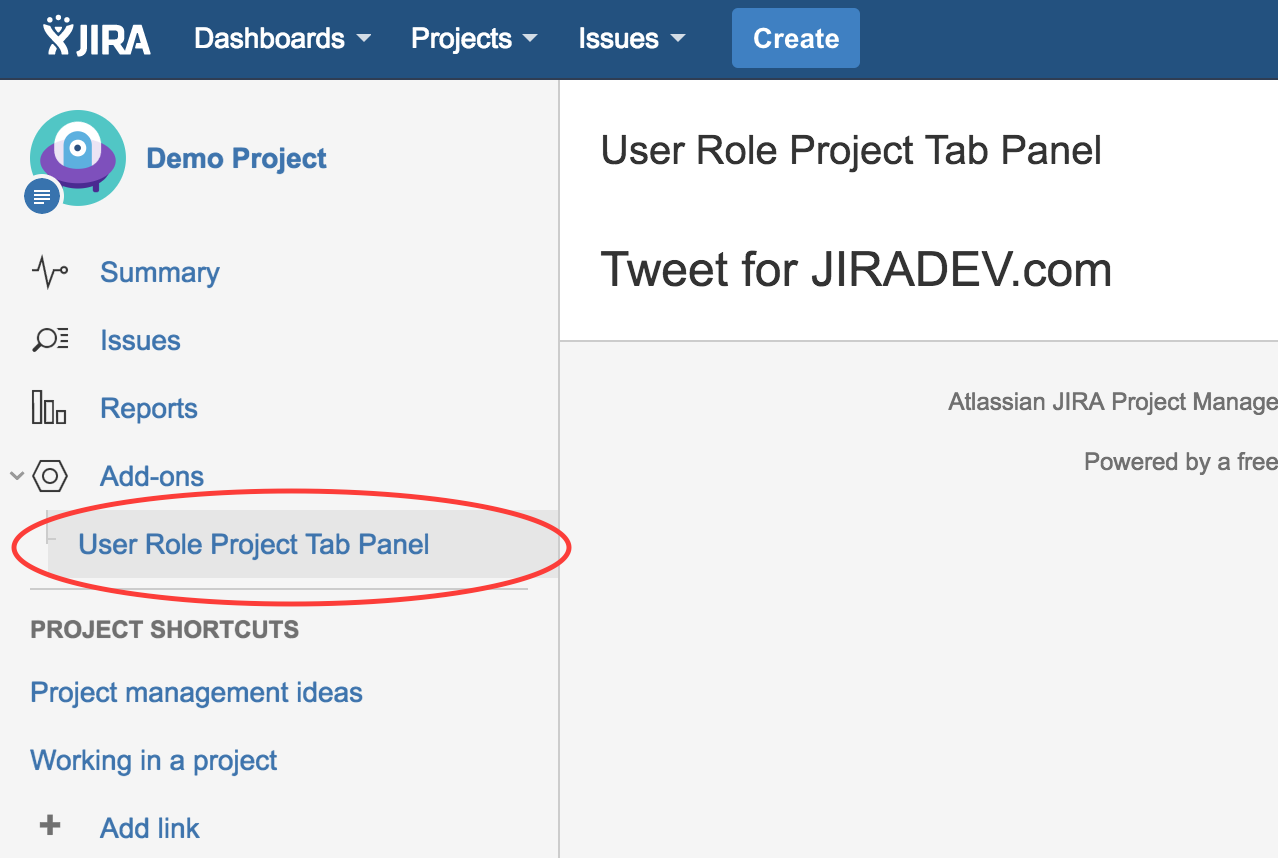 JIRA Dashboards Projects Issues Create
Demo Project
Summary
Issues
Reports
Add-ons
User Role Project Tab Panel
PROJECT SHORTCUTS
Project management ideas
Working in a project
Add link
User Role Project Tab Panel
Tweet for JIRADEV.com
Atlassian JIRA Project Manage
Powered by a free